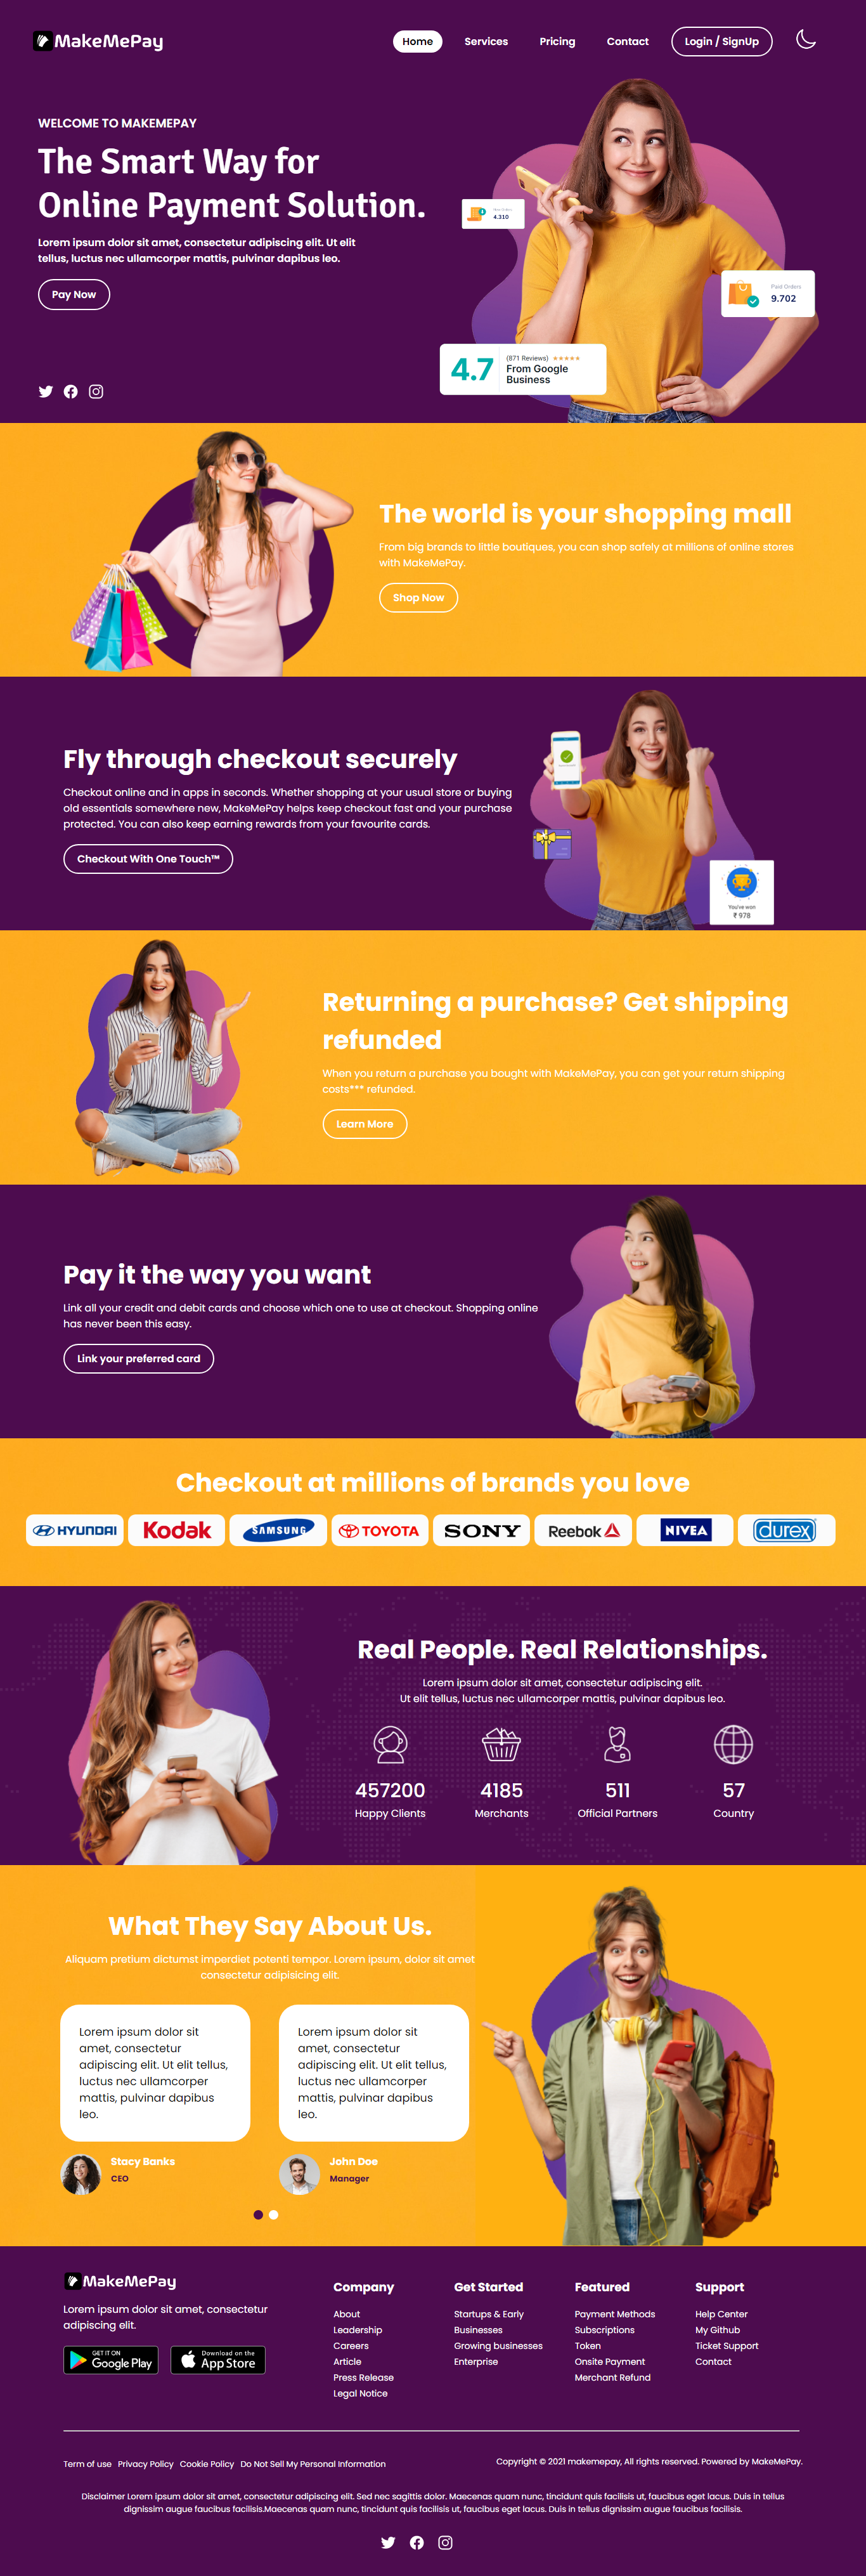 MakeMePay
Home Services Pricing Contact Login / SignUp
WELCOME TO MAKEMEPAY
The Smart Way for
Online Payment Solution.
Lorem ipsum dolor sit amet, consectetur adipiscing elit. Ut elit
tellus, luctus nec ullamcorper mattis, pulvinar dapibus leo.
Pay Now
4.310
Paid Orders
9.702
4.7
(871 Reviews)
From Google
Business
The world is your shopping mall
From big brands to little boutiques, you can shop safely at millions of online stores
with MakeMePay.
Shop Now
Fly through checkout securely
Checkout online and in apps in seconds. Whether shopping at your usual store or buying
old essentials somewhere new, MakeMePay helps keep checkout fast and your purchase
protected. You can also keep earning rewards from your favourite cards.
Checkout With One Touch™
You've won
₹ 978
Returning a purchase? Get shipping
refunded
When you return a purchase you bought with MakeMePay, you can get your return shipping
costs*** refunded.
Learn More
Pay it the way you want
Link all your credit and debit cards and choose which one to use at checkout. Shopping online
has never been this easy.
Link your preferred card
Checkout at millions of brands you love
HYUNDAI Kodak SAMSUNG TOYOTA SONY Reebok NIVEA durex
Real People. Real Relationships.
Lorem ipsum dolor sit amet, consectetur adipiscing elit.
Ut elit tellus, luctus nec ullamcorper mattis, pulvinar dapibus leo.
457200 4185 511 57
Happy Clients Merchants Official Partners Country
What They Say About Us.
Aliquam pretium dictumst imperdiet potenti tempor. Lorem ipsum, dolor sit amet
consectetur adipisicing elit.
Lorem ipsum dolor sit
amet, consectetur
adipiscing elit. Ut elit tellus,
luctus nec ullamcorper
mattis, pulvinar dapibus
leo.
Stacy Banks
CEO
Lorem ipsum dolor sit
amet, consectetur
adipiscing elit. Ut elit tellus,
luctus nec ullamcorper
mattis, pulvinar dapibus
leo.
John Doe
Manager
MakeMePay
Lorem ipsum dolor sit amet, consectetur
adipiscing elit.
GET IT ON
Google Play
Download on the
App Store
Company
About
Leadership
Careers
Article
Press Release
Legal Notice
Get Started
Startups & Early
Businesses
Growing businesses
Enterprise
Featured
Payment Methods
Subscriptions
Token
Onsite Payment
Merchant Refund
Support
Help Center
My Github
Ticket Support
Contact
Term of use Privacy Policy Cookie Policy Do Not Sell My Personal Information
Copyright © 2021 makemepay, All rights reserved. Powered by MakeMePay.
Disclaimer Lorem ipsum dolor sit amet, consectetur adipiscing elit. Sed nec sagittis dolor. Maecenas quam nunc, tincidunt quis facilisis ut, faucibus eget lacus. Duis in tellus
dignissim augue faucibus facilisis.Maecenas quam nunc, tincidunt quis facilisis ut, faucibus eget lacus. Duis in tellus dignissim augue faucibus facilisis.